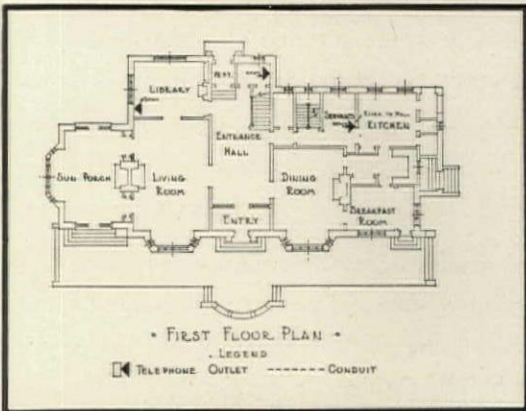 LIBRARY
ENTRANCE
HALL
KITCHEN
SUN PORCH
LIVING
ROOM
DINING
ROOM
ENTRY
BREAKFAST
ROOM
• FIRST FLOOR PLAN •
. LEGEND
TELEPHONE OUTLET ------- CONDUIT